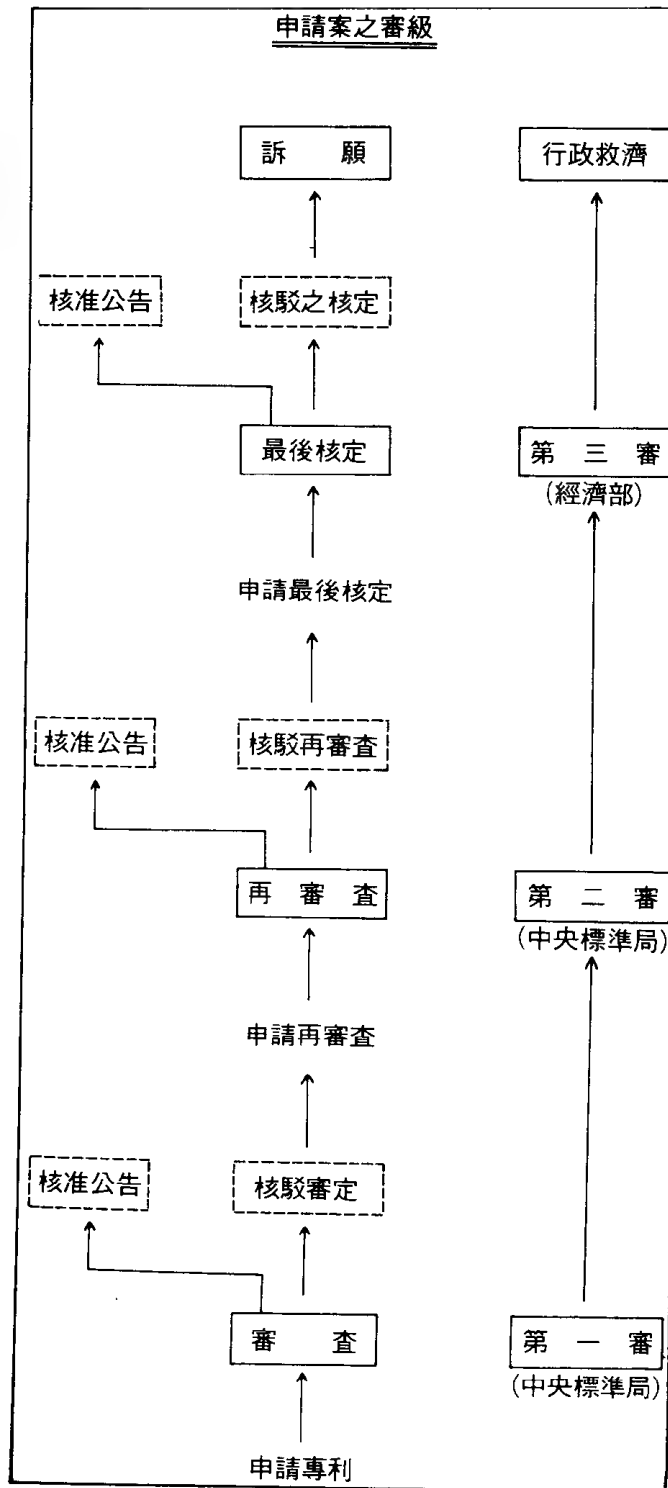 申請案之審級
訴願 行政救濟
核准公告 核駁之核定
最後核定 第三審
(經濟部)
申請最後核定
核准公告 核駁再審查
再審查 第二審
(中央標準局)
申請再審查
核准公告 核駁審定
審查 第一審
(中央標準局)
申請專利